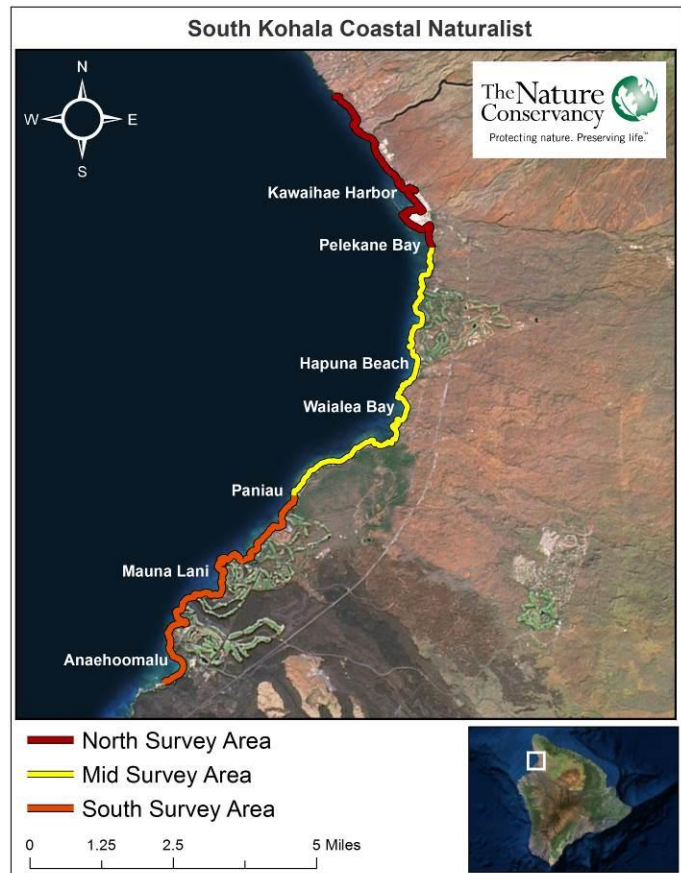 South Kohala Coastal Naturalist
N
W
E
S
The Nature
Conservancy
Protecting nature. Preserving life.™
Kawaihae Harbor
Pelekane Bay
Hapuna Beach
Waialea Bay
Paniau
Mauna Lani
Anaehoomalu
North Survey Area
Mid Survey Area
South Survey Area
0 1.25 2.5 5 Miles